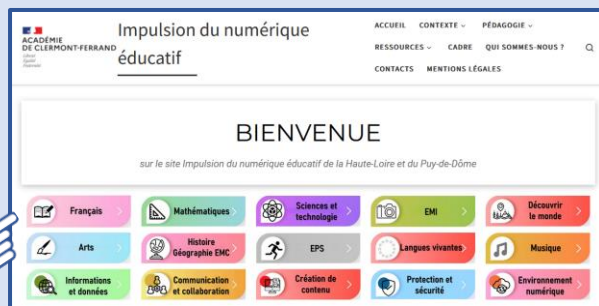 ACADÉMIE
DE CLERMONT-FERRAND
Liberté
Égalité
Fraternité
Impulsion du numérique
éducatif
ACCUEIL CONTEXTE PÉDAGOGIE
RESSOURCES CADRE QUI SOMMES-NOUS ?
CONTACTS MENTIONS LÉGALES
BIENVENUE
sur le site Impulsion du numérique éducatif de la Haute-Loire et du Puy-de-Dôme
Français
Mathématiques
Sciences et
technologie
EMI
Découvrir
le monde
Arts
Histoire
Géographie EMC
EPS
Langues vivantes
Musique
Informations
et données
Communication
et collaboration
Création de
contenu
Protection et
sécurité
Environnement
numérique